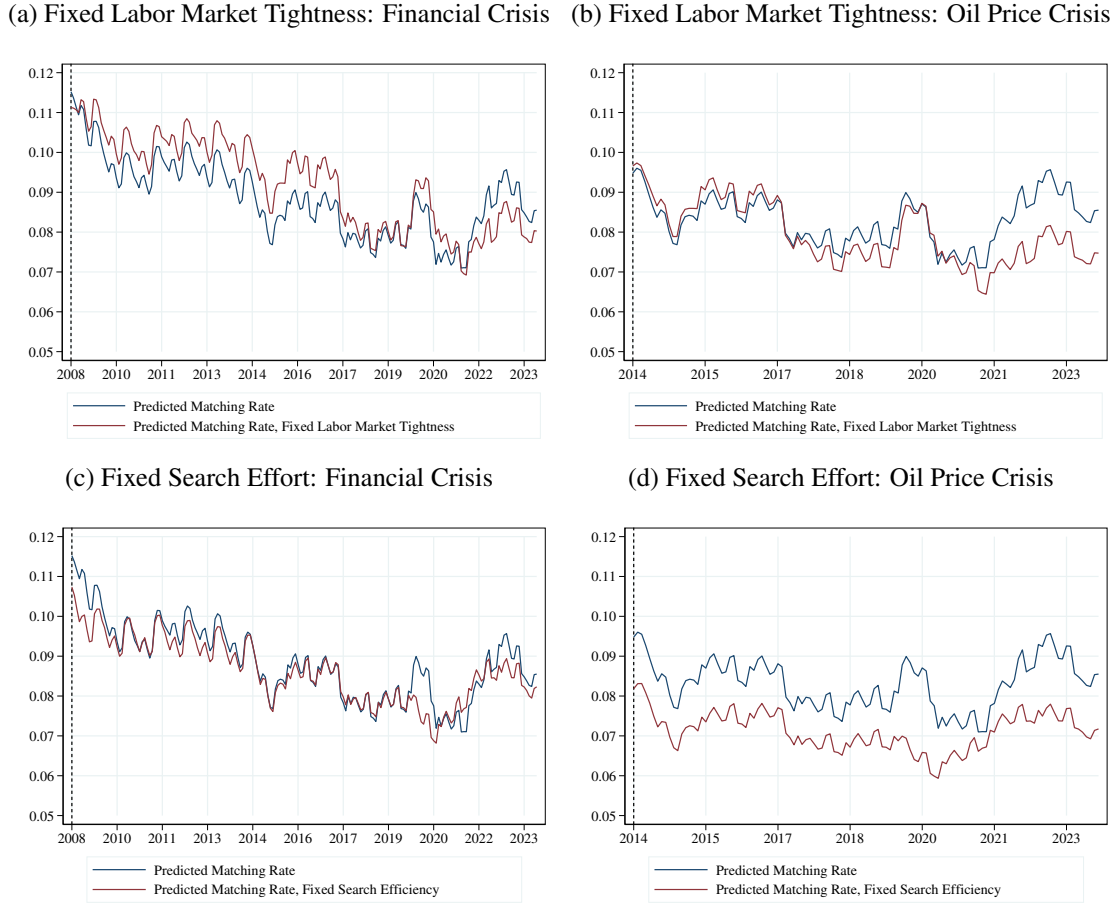 (a) Fixed Labor Market Tightness: Financial Crisis
(b) Fixed Labor Market Tightness: Oil Price Crisis
0.12
0.11
0.10
0.09
0.08
0.07
0.06
0.05
2008 2010 2011 2013 2014 2016 2017 2019 2020 2022 2023
Predicted Matching Rate
Predicted Matching Rate, Fixed Labor Market Tightness
0.12
0.11
0.10
0.09
0.08
0.07
0.06
0.05
2014 2015 2017 2018 2020 2021 2023
Predicted Matching Rate
Predicted Matching Rate, Fixed Labor Market Tightness
(c) Fixed Search Effort: Financial Crisis
(d) Fixed Search Effort: Oil Price Crisis
0.12
0.11
0.10
0.09
0.08
0.07
0.06
0.05
2008 2010 2011 2013 2014 2016 2017 2019 2020 2022 2023
Predicted Matching Rate
Predicted Matching Rate, Fixed Search Efficiency
0.12
0.11
0.10
0.09
0.08
0.07
0.06
0.05
2014 2015 2017 2018 2020 2021 2023
Predicted Matching Rate
Predicted Matching Rate, Fixed Search Efficiency